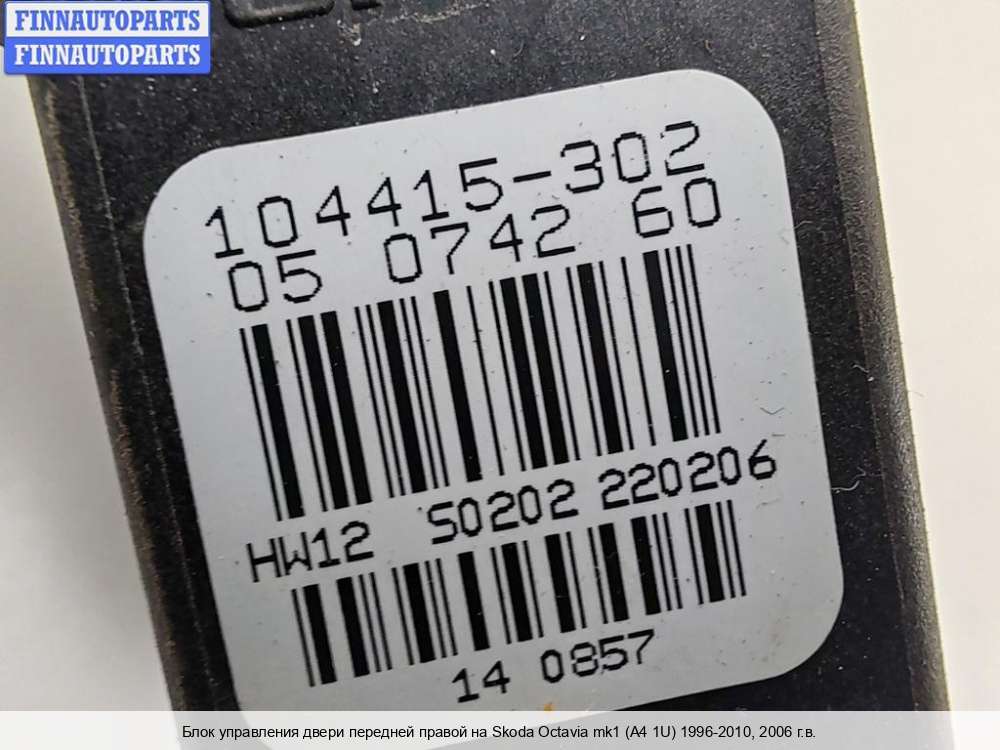 FINNAUTOPARTS
FINNAUTOPARTS
104415-302
05 0742 60
HW12 S0202 220206
14 0857
Блок управления двери передней правой на Skoda Octavia mk1 (A4 1U) 1996-2010, 2006 г.в.